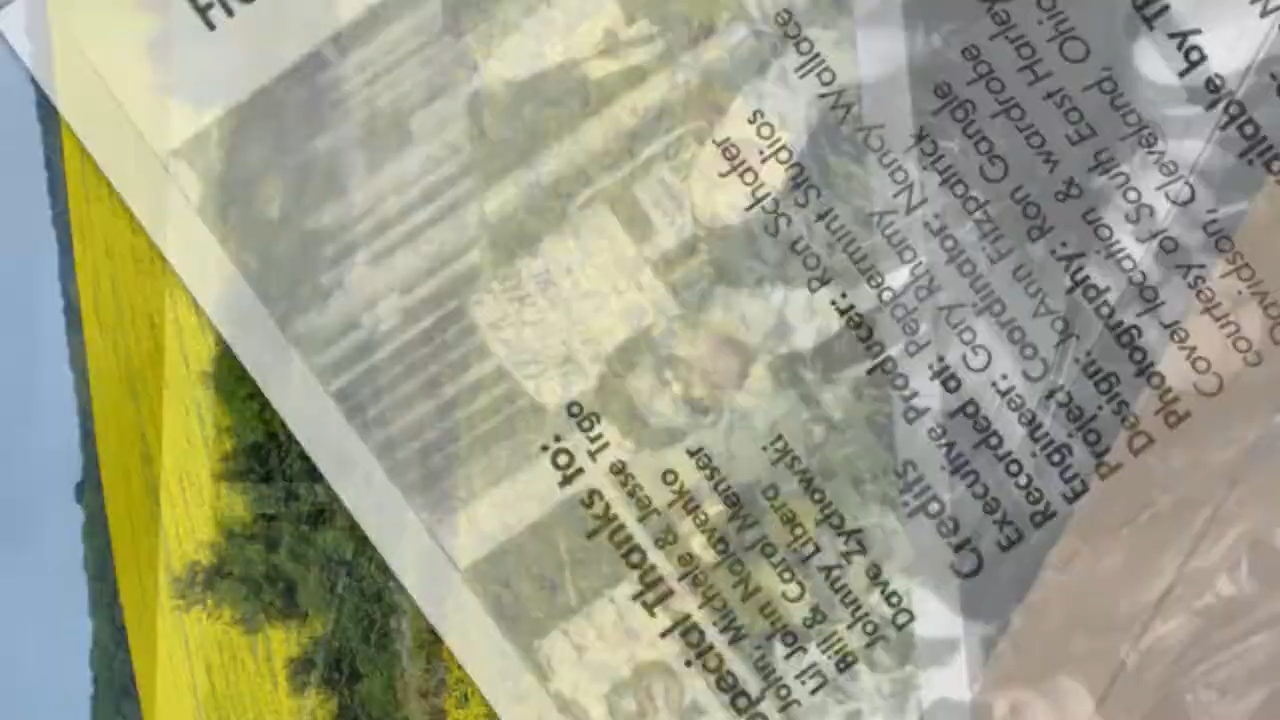 Special Thanks to:
John, Michele & Jesse Trgo
Lil John Nalavenko
Bill & Carol Menser
Johnny Liberg
Dave Zychowski
Credits
Executive Producer: Ron Schafer
Recorded at: Peppermint Studios
Engineer: Gary Rhamy
Project Coordinator: Nancy Wallace
Design: JoAnn Fitzpatrick
Photography: Ron Gangle
Cover location & wardrobe
courtesy of South East Harley
Davidson, Cleveland, Ohio